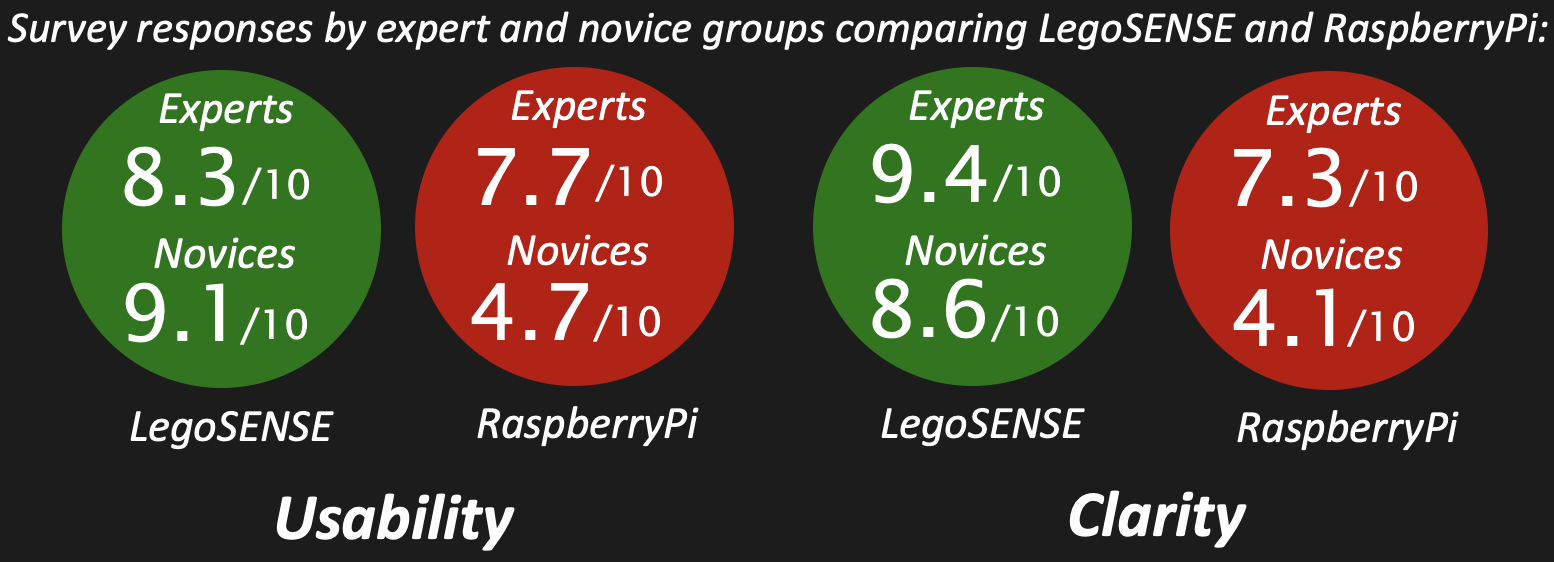 Survey responses by expert and novice groups comparing LegoSENSE and RaspberryPi:
Experts
8.3/10
Novices
9.1/10
LegoSENSE
Experts
7.7/10
Novices
4.7/10
RaspberryPi
Usability
Experts
9.4/10
Novices
8.6/10
LegoSENSE
Experts
7.3/10
Novices
4.1/10
RaspberryPi
Clarity